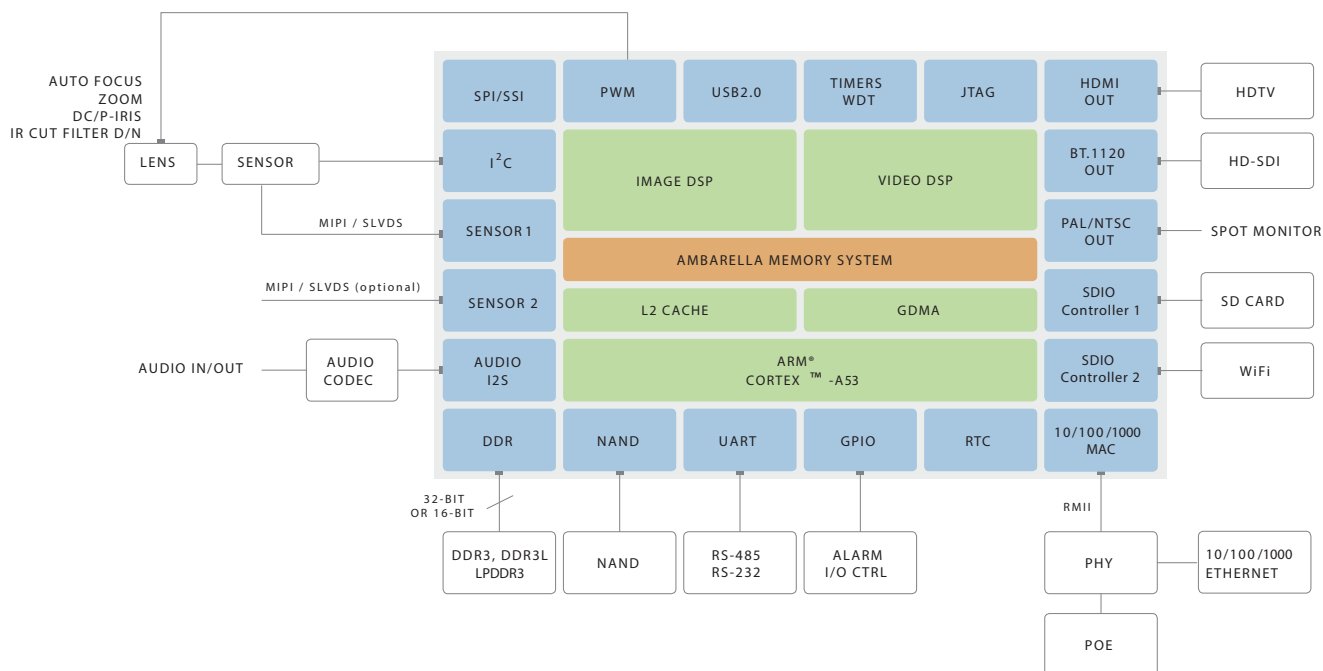 AUTO FOCUS
ZOOM
DC/P-IRIS
IR CUT FILTER D/N
LENS
SENSOR
MIPI / SLVDS
MIPI / SLVDS (optional)
AUDIO IN/OUT
AUDIO
CODEC
SPI/SSI
PWM
USB2.0
TIMERS
WDT
JTAG
HDMI
OUT
HDTV
I²C
IMAGE DSP
VIDEO DSP
BT.1120
OUT
HD-SDI
SENSOR 1
PAL/NTSC
OUT
SPOT MONITOR
AMBARELLA MEMORY SYSTEM
SENSOR 2
L2 CACHE
GDMA
SDIO
Controller 1
SD CARD
AUDIO
I2S
ARM®
CORTEX ™ -A53
SDIO
Controller 2
WiFi
DDR
NAND
UART
GPIO
RTC
10/100/1000
MAC
32-BIT
OR 16-BIT
RMII
DDR3, DDR3L
LPDDR3
NAND
RS-485
RS-232
ALARM
I/O CTRL
PHY
10/100/1000
ETHERNET
POE